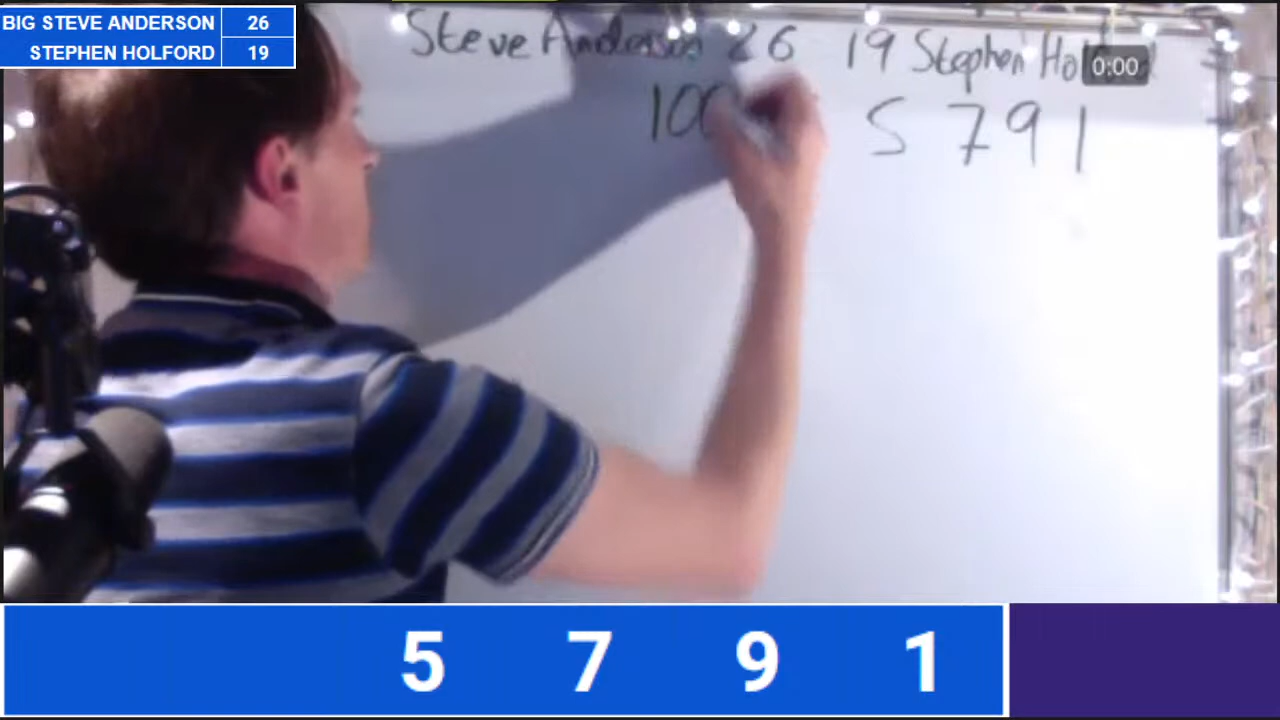 BIG STEVE ANDERSON 26
STEPHEN HOLFORD 19
Steve Anderson 26 19 Stephen
0:00
100 5 7 9 1
5 7 9 1